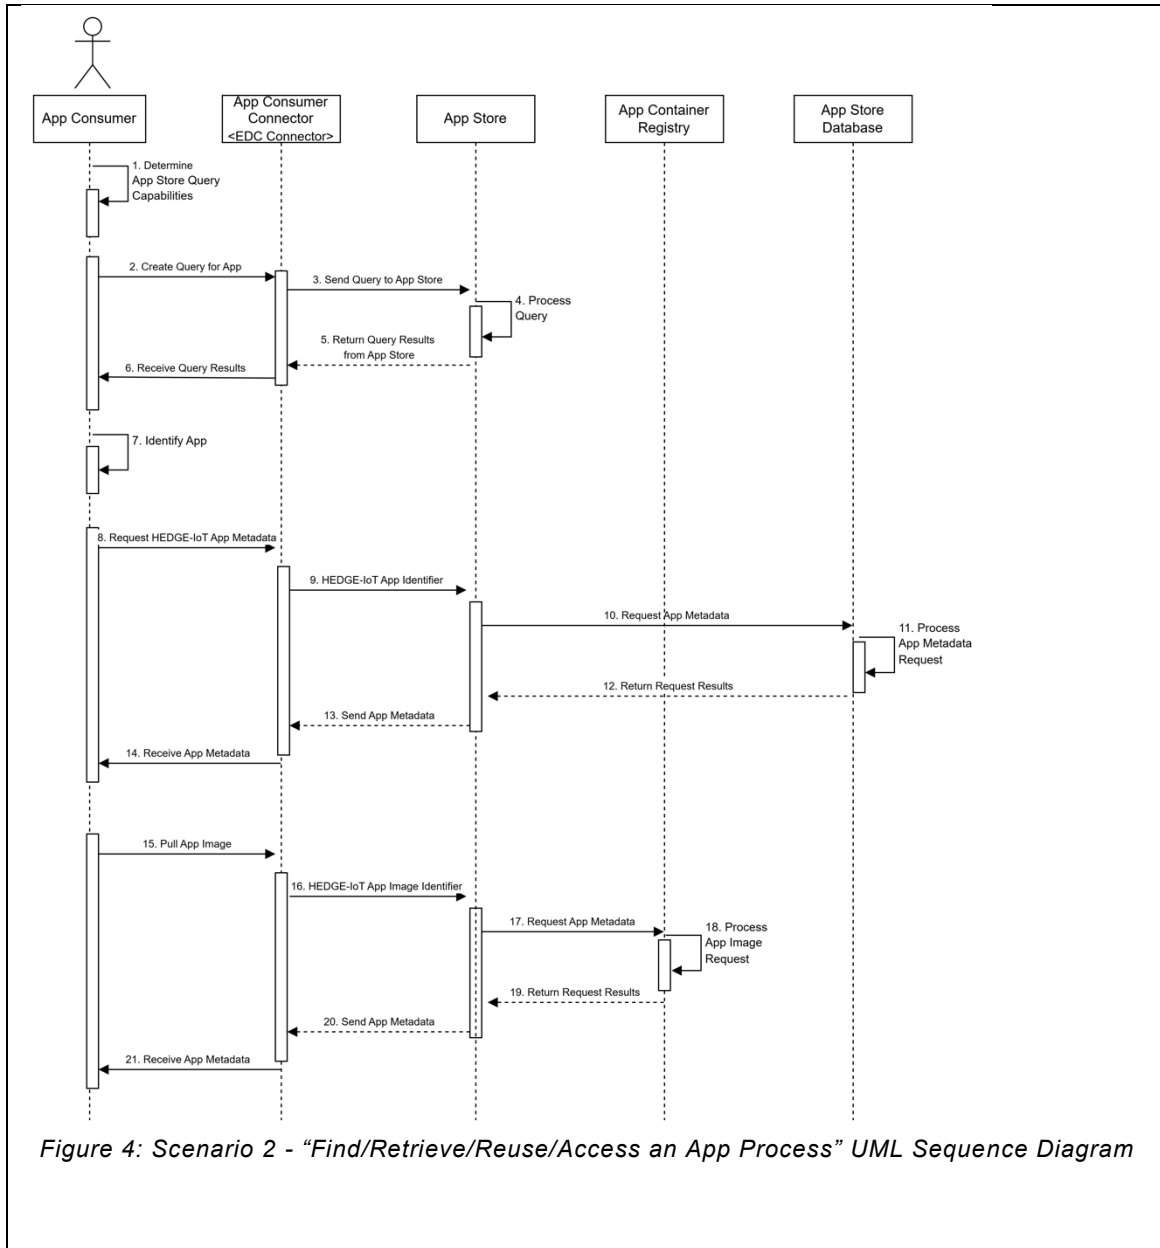 App Consumer
App Consumer
Connector
<EDC Connector>
App Store
App Container
Registry
App Store
Database
1. Determine
App Store Query
Capabilities
2. Create Query for App
3. Send Query to App Store
4. Process
Query
5. Return Query Results
from App Store
6. Receive Query Results
7. Identify App
8. Request HEDGE-IoT App Metadata
9. HEDGE-IoT App Identifier
10. Request App Metadata
11. Process
App Metadata
Request
12. Return Request Results
13. Send App Metadata
14. Receive App Metadata
15. Pull App Image
16. HEDGE-IoT App Image Identifier
17. Request App Metadata
18. Process
App Image
Request
19. Return Request Results
20. Send App Metadata
21. Receive App Metadata
Figure 4: Scenario 2 - “Find/Retrieve/Reuse/Access an App Process” UML Sequence Diagram